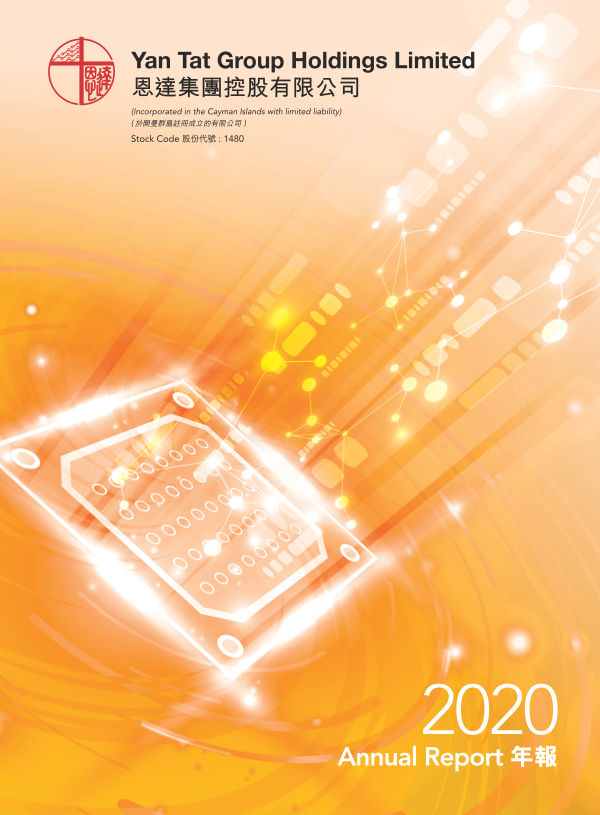 恩達
Yan Tat Group Holdings Limited
恩達集團控股有限公司
(Incorporated in the Cayman Islands with limited liability)
(於開曼群島註冊成立的有限公司)
Stock Code 股份代號 : 1480
2020
Annual Report 年報